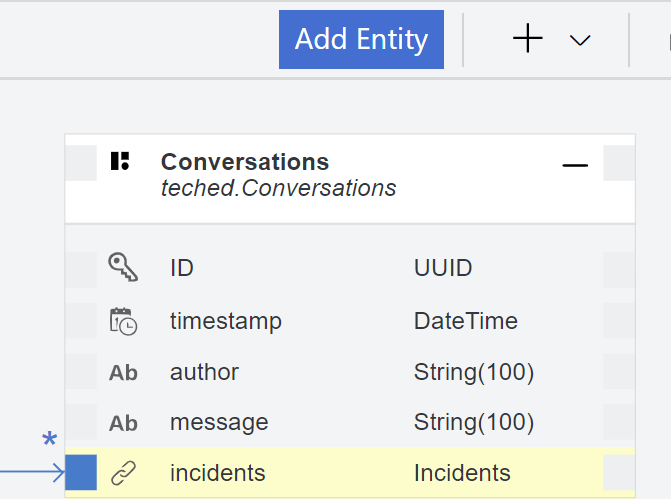 Add Entity
Conversations
teched.Conversations
ID UUID
timestamp DateTime
Ab author String(100)
Ab message String(100)
*
incidents Incidents